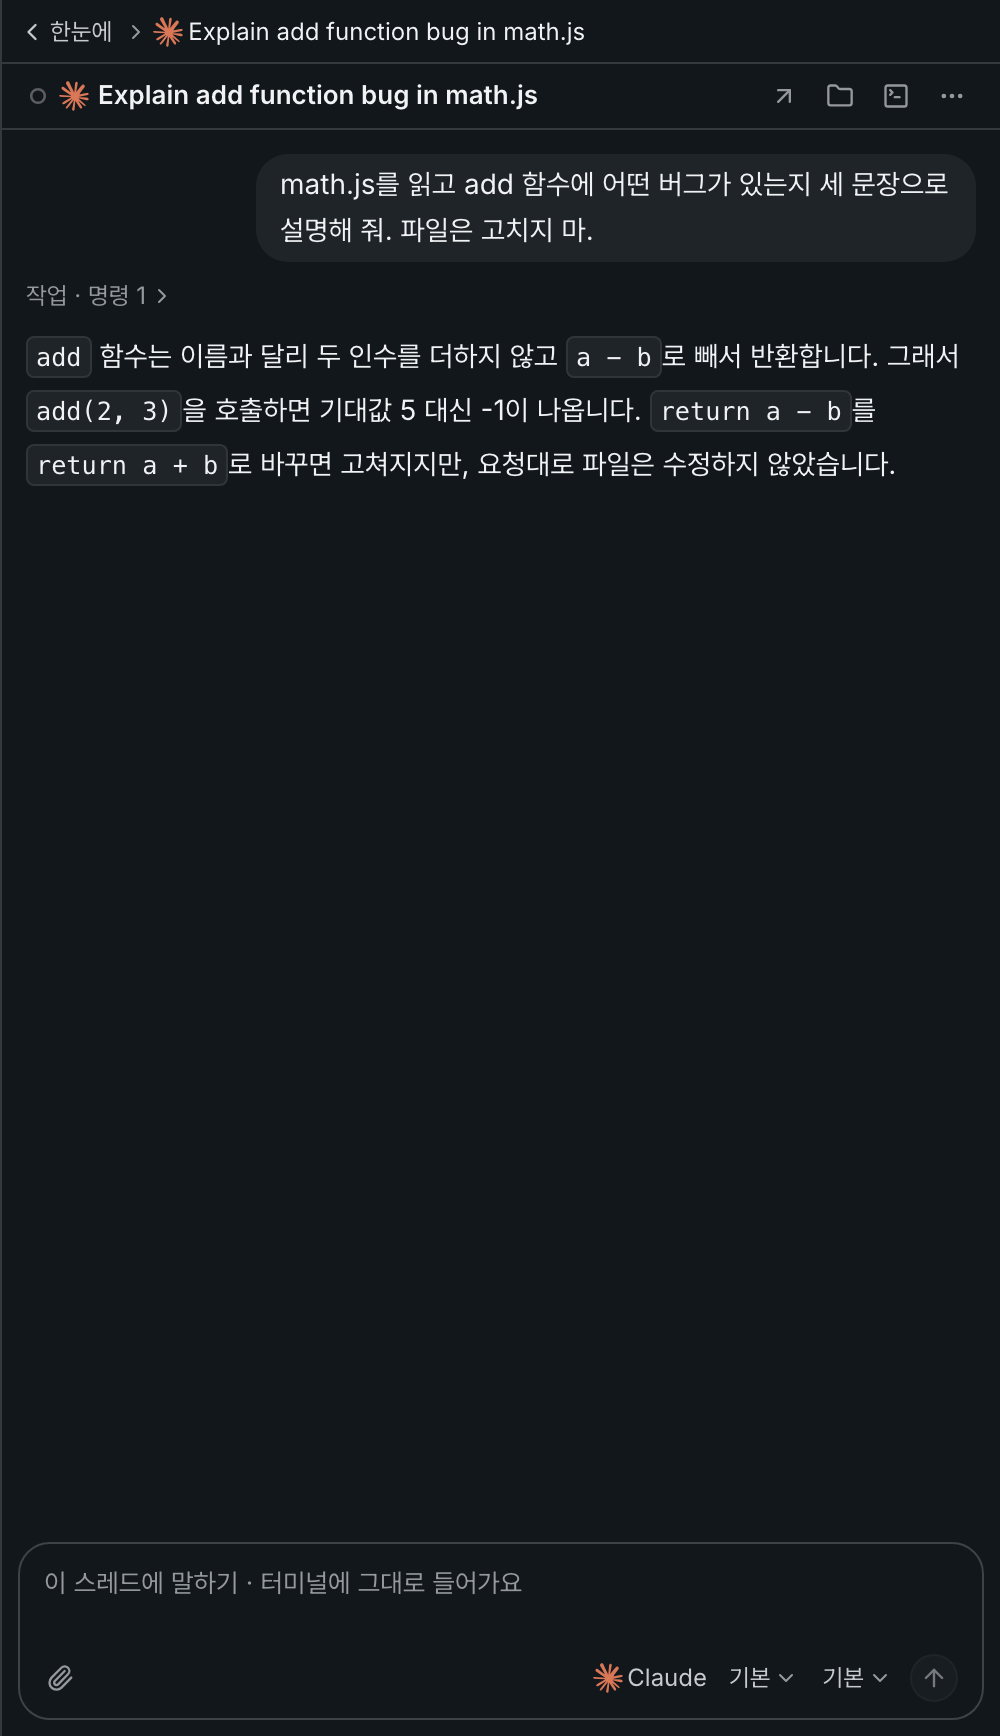 한눈에 Explain add function bug in math.js
Explain add function bug in math.js
math.js를 읽고 add 함수에 어떤 버그가 있는지 세 문장으로
설명해 줘. 파일은 고치지 마.
작업 · 명령 1
add 함수는 이름과 달리 두 인수를 더하지 않고 a - b로 빼서 반환합니다. 그래서
add(2, 3)을 호출하면 기대값 5 대신 -1이 나옵니다. return a - b를
return a + b로 바꾸면 고쳐지지만, 요청대로 파일은 수정하지 않았습니다.
이 스레드에 말하기 · 터미널에 그대로 들어가요
Claude 기본 기본